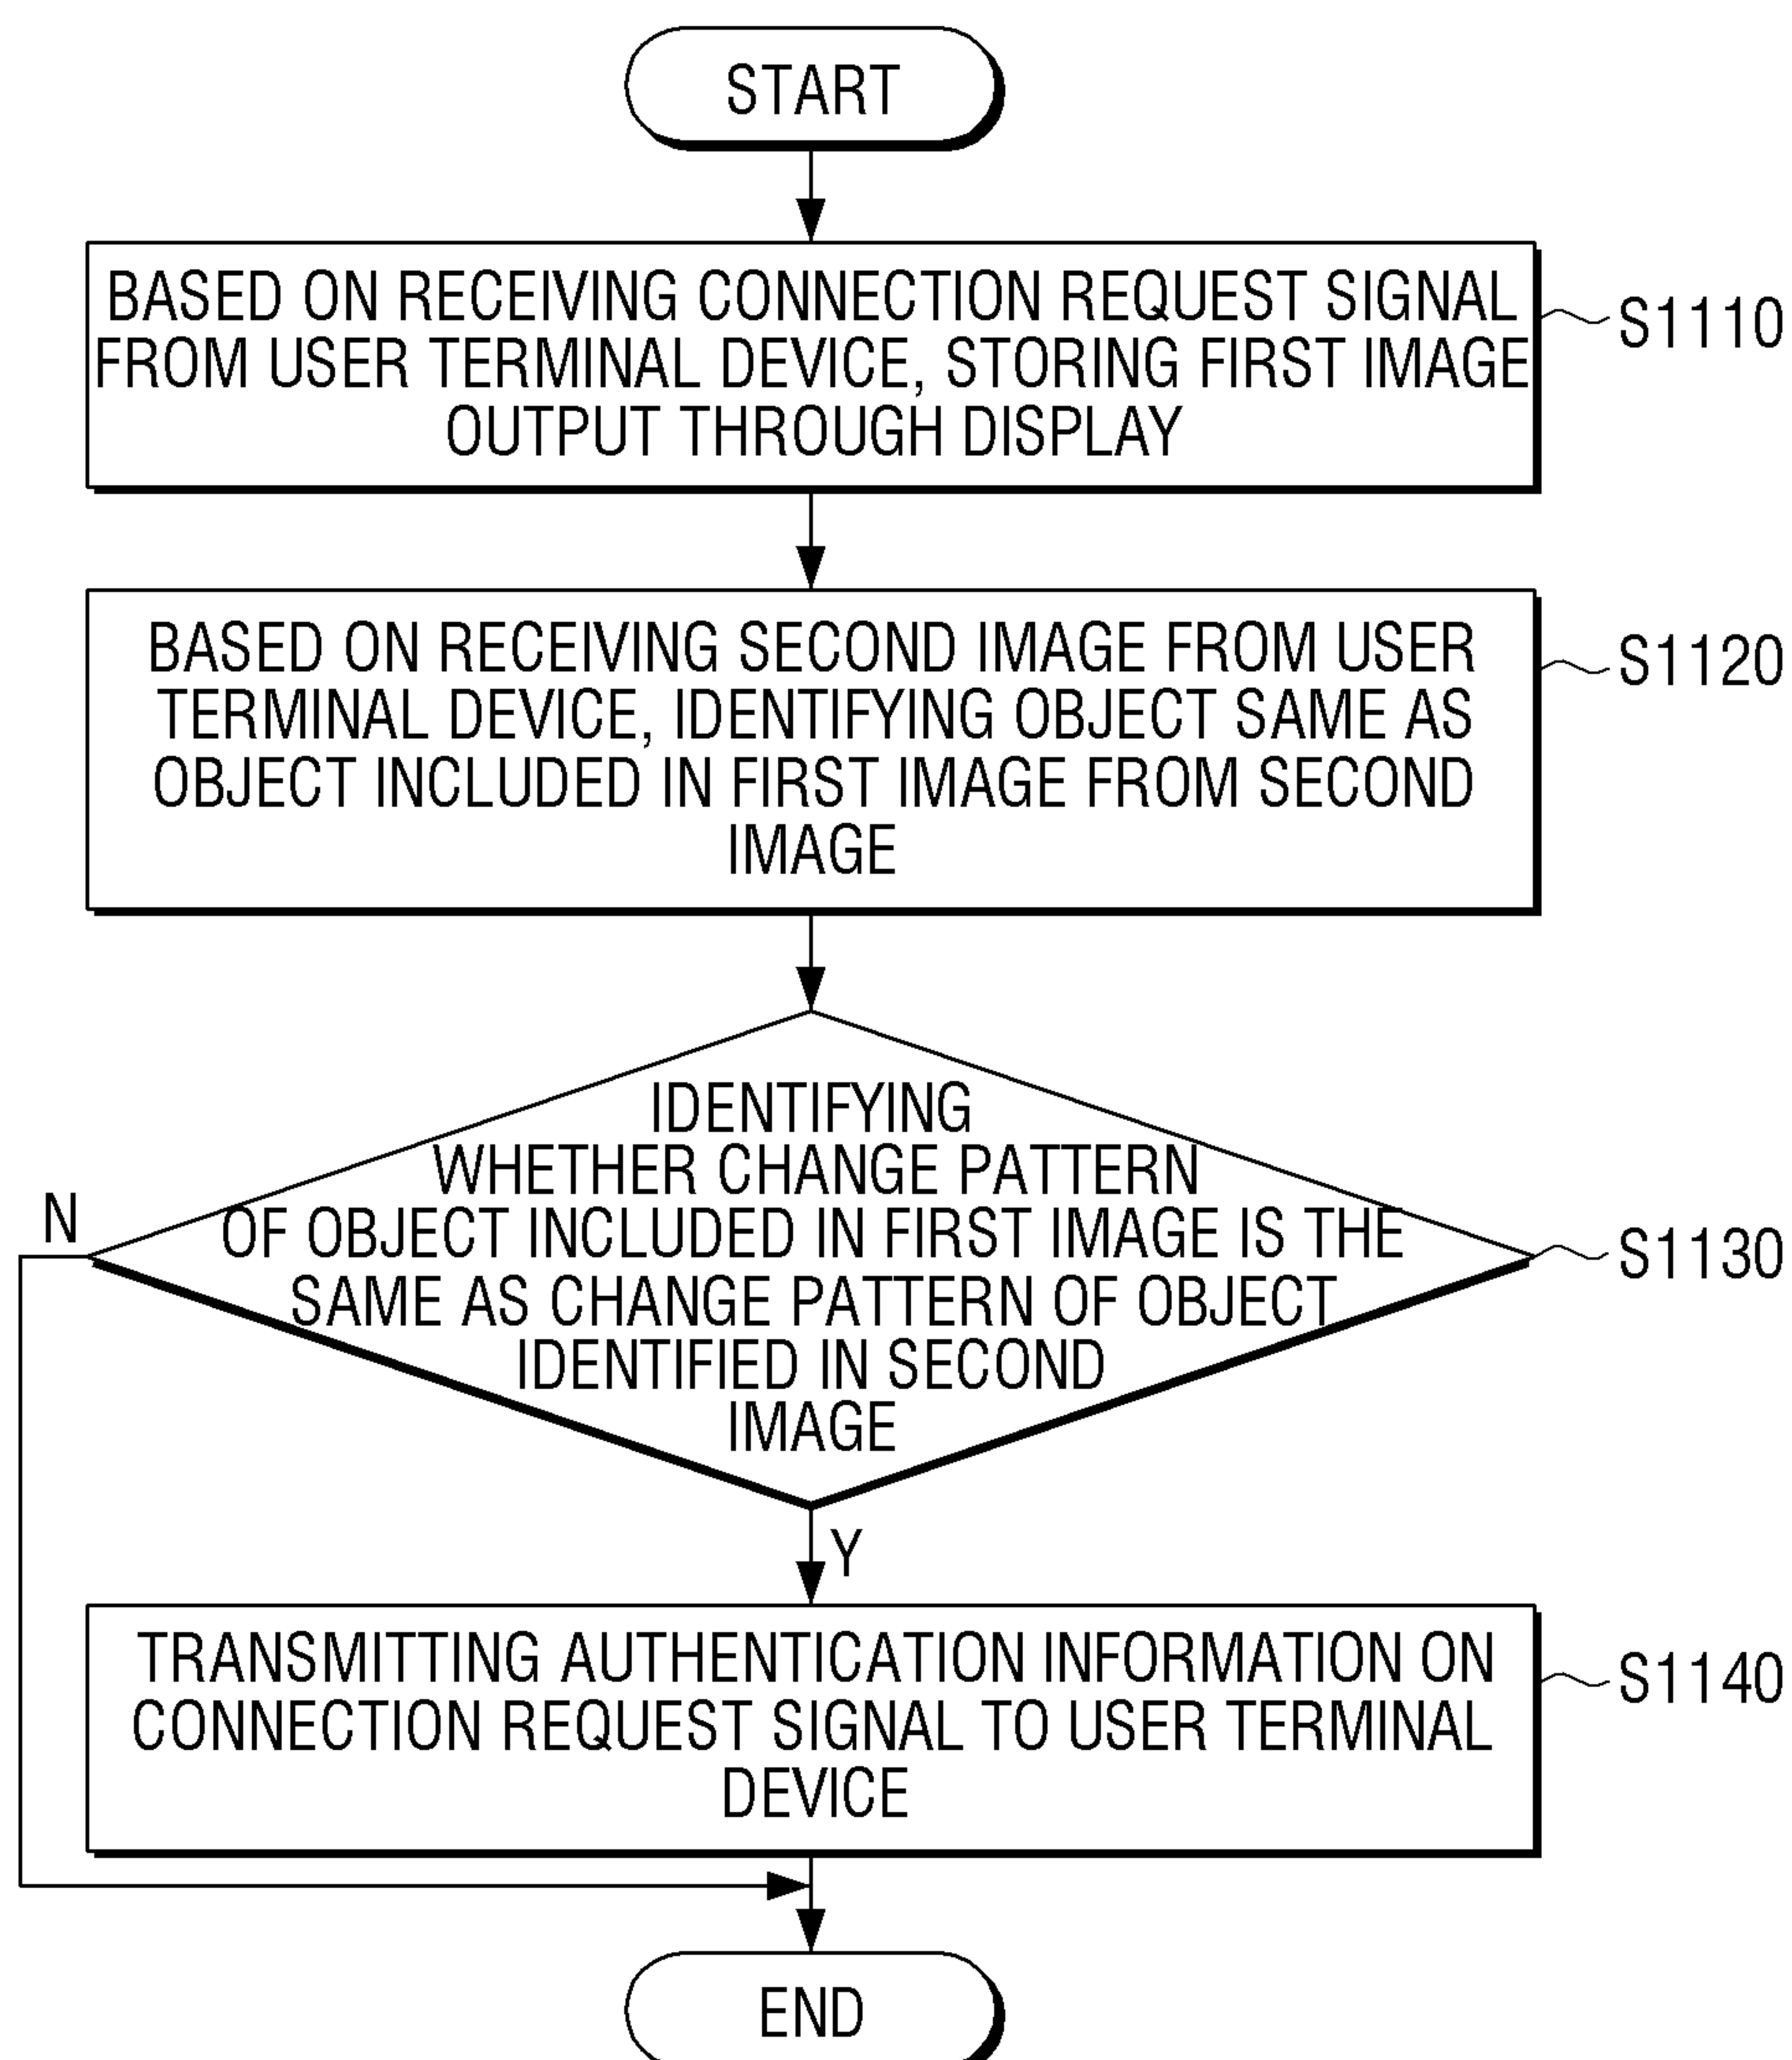 START
BASED ON RECEIVING CONNECTION REQUEST SIGNAL
FROM USER TERMINAL DEVICE, STORING FIRST IMAGE
OUTPUT THROUGH DISPLAY
S1110
BASED ON RECEIVING SECOND IMAGE FROM USER
TERMINAL DEVICE, IDENTIFYING OBJECT SAME AS
OBJECT INCLUDED IN FIRST IMAGE FROM SECOND
IMAGE
S1120
IDENTIFYING
WHETHER CHANGE PATTERN
OF OBJECT INCLUDED IN FIRST IMAGE IS THE
SAME AS CHANGE PATTERN OF OBJECT
IDENTIFIED IN SECOND
IMAGE
N
S1130
Y
TRANSMITTING AUTHENTICATION INFORMATION ON
CONNECTION REQUEST SIGNAL TO USER TERMINAL
DEVICE
S1140
END